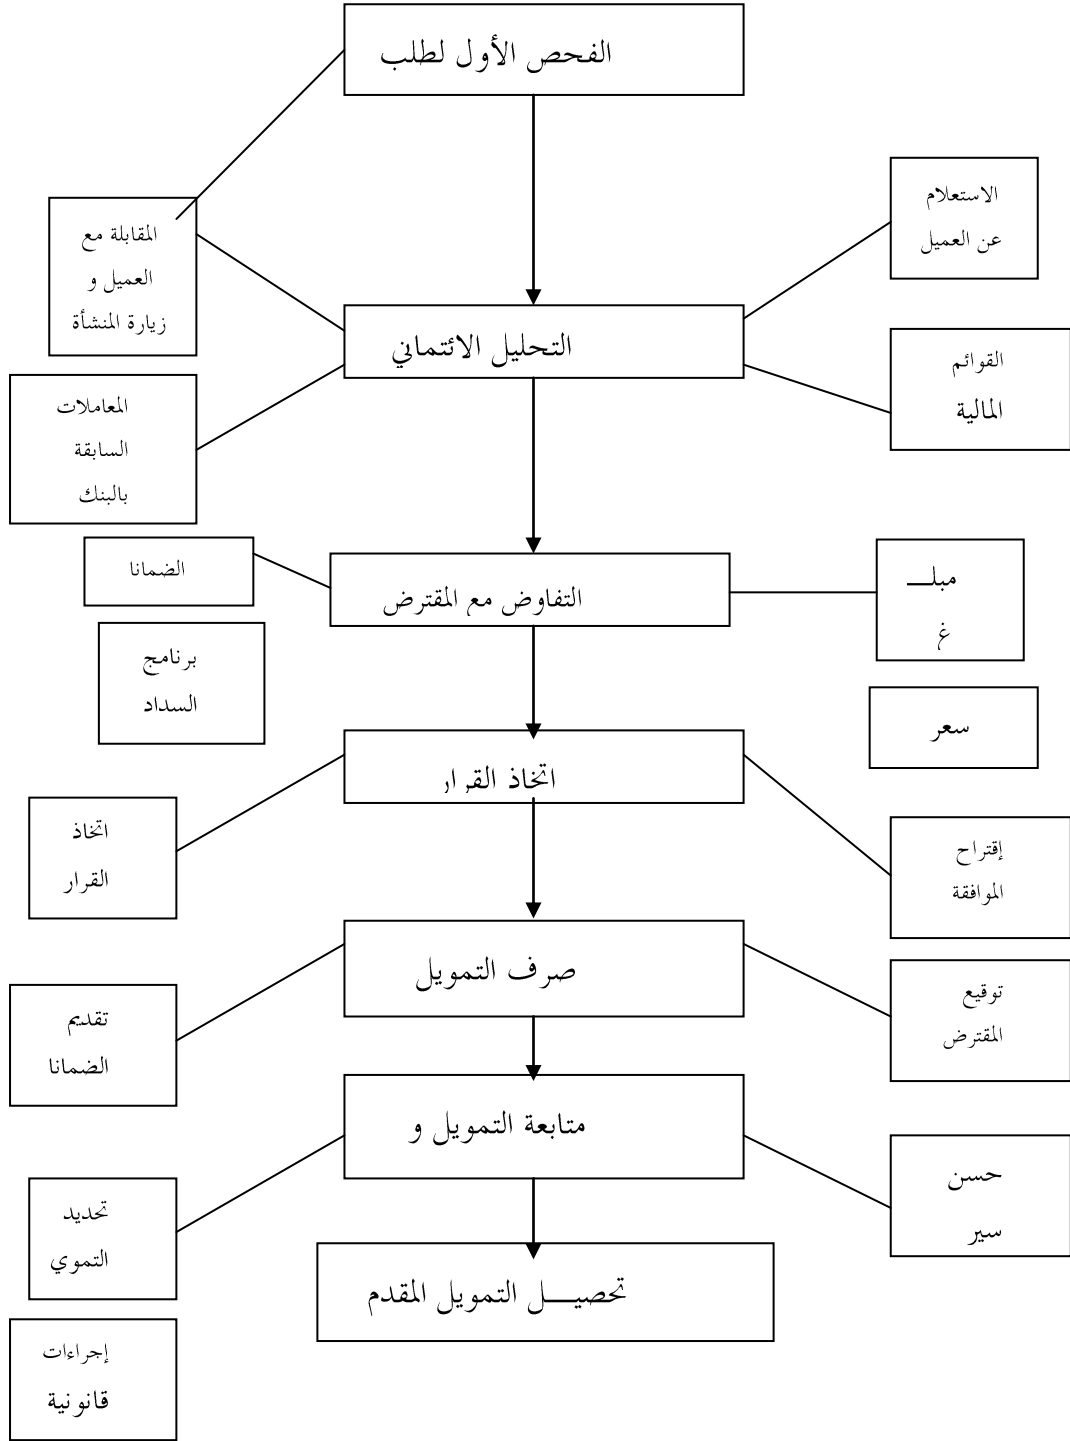 الفحص الأول لطلب
الاستعلام
عن العميل
المقابلة مع
العميل و
زيارة المنشأة
التحليل الائتماني
القوائم
المالية
المعاملات
السابقة
بالبنك
مبلــ
غ
التفاوض مع المقترض
الضمانا
برنامج
السداد
سعر
اتخاذ القرار
إقتراح
الموافقة
اتخاذ
القرار
صرف التمويل
توقيع
المقترض
تقديم
الضمانا
متابعة التمويل و
حسن
سير
تحديد
التموي
تحصيــل التمويل المقدم
إجراءات
قانونية